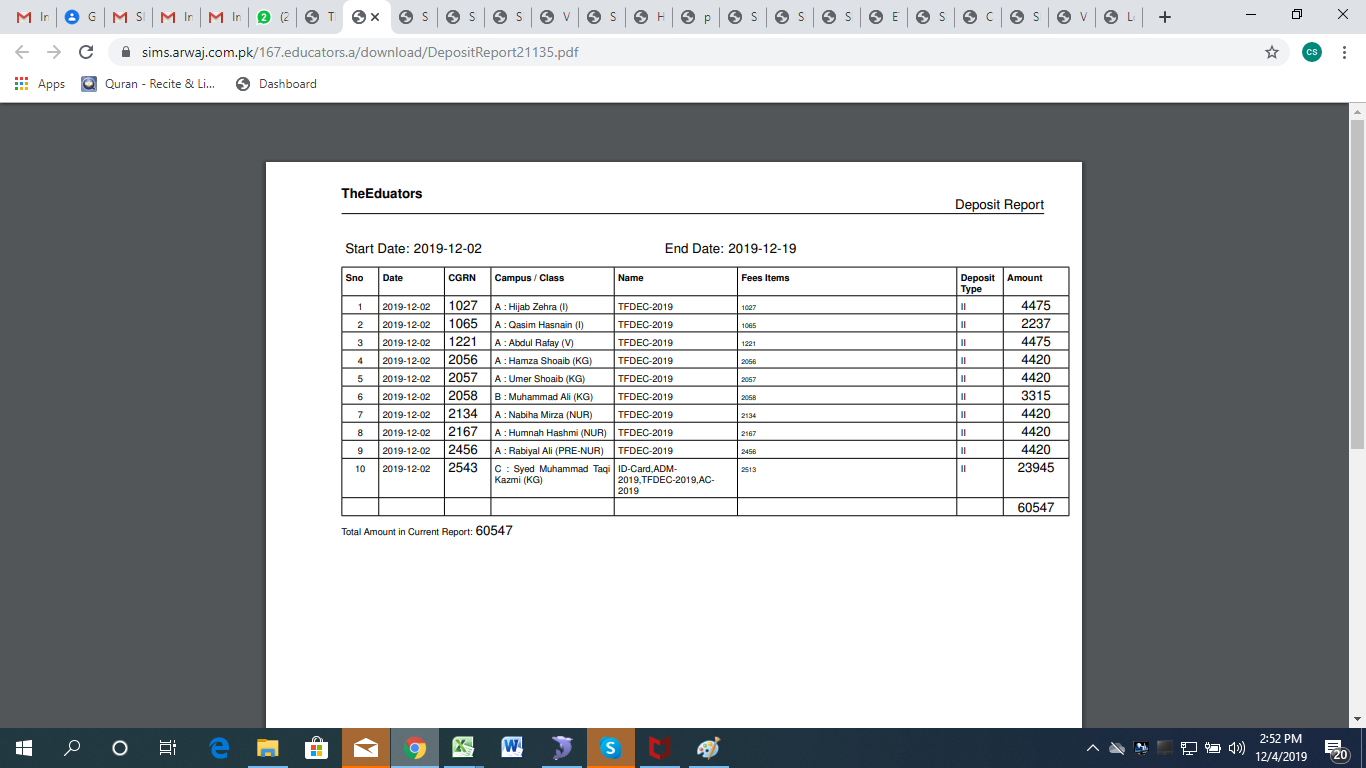 In
G
SI
In
In
(2
T
S
S
S
V
S
H
p
S
S
S
E
S
C
S
V
L
sims.arwaj.com.pk/167.educators.a/download/DepositReport21135.pdf
CS
Apps Quran - Recite & Li... Dashboard
TheEduators
Deposit Report
Start Date: 2019-12-02 End Date: 2019-12-19
Sno Date CGRN Campus / Class Name Fees Items Deposit Type Amount
1 2019-12-02 1027 A : Hijab Zehra (I) TFDEC-2019 1027 II 4475
2 2019-12-02 1065 A : Qasim Hasnain (I) TFDEC-2019 1065 II 2237
3 2019-12-02 1221 A : Abdul Rafay (V) TFDEC-2019 1221 II 4475
4 2019-12-02 2056 A : Hamza Shoaib (KG) TFDEC-2019 2056 II 4420
5 2019-12-02 2057 A : Umer Shoaib (KG) TFDEC-2019 2057 II 4420
6 2019-12-02 2058 B : Muhammad Ali (KG) TFDEC-2019 2058 II 3315
7 2019-12-02 2134 A : Nabiha Mirza (NUR) TFDEC-2019 2134 II 4420
8 2019-12-02 2167 A : Humnah Hashmi (NUR) TFDEC-2019 2167 II 4420
9 2019-12-02 2456 A : Rabiyal Ali (PRE-NUR) TFDEC-2019 2456 II 4420
10 2019-12-02 2543 C : Syed Muhammad Taqi ID-Card,ADM- 2513 II 23945
Kazmi (KG) 2019,TFDEC-2019,AC-
2019
60547
Total Amount in Current Report: 60547
2:52 PM
12/4/2019
20